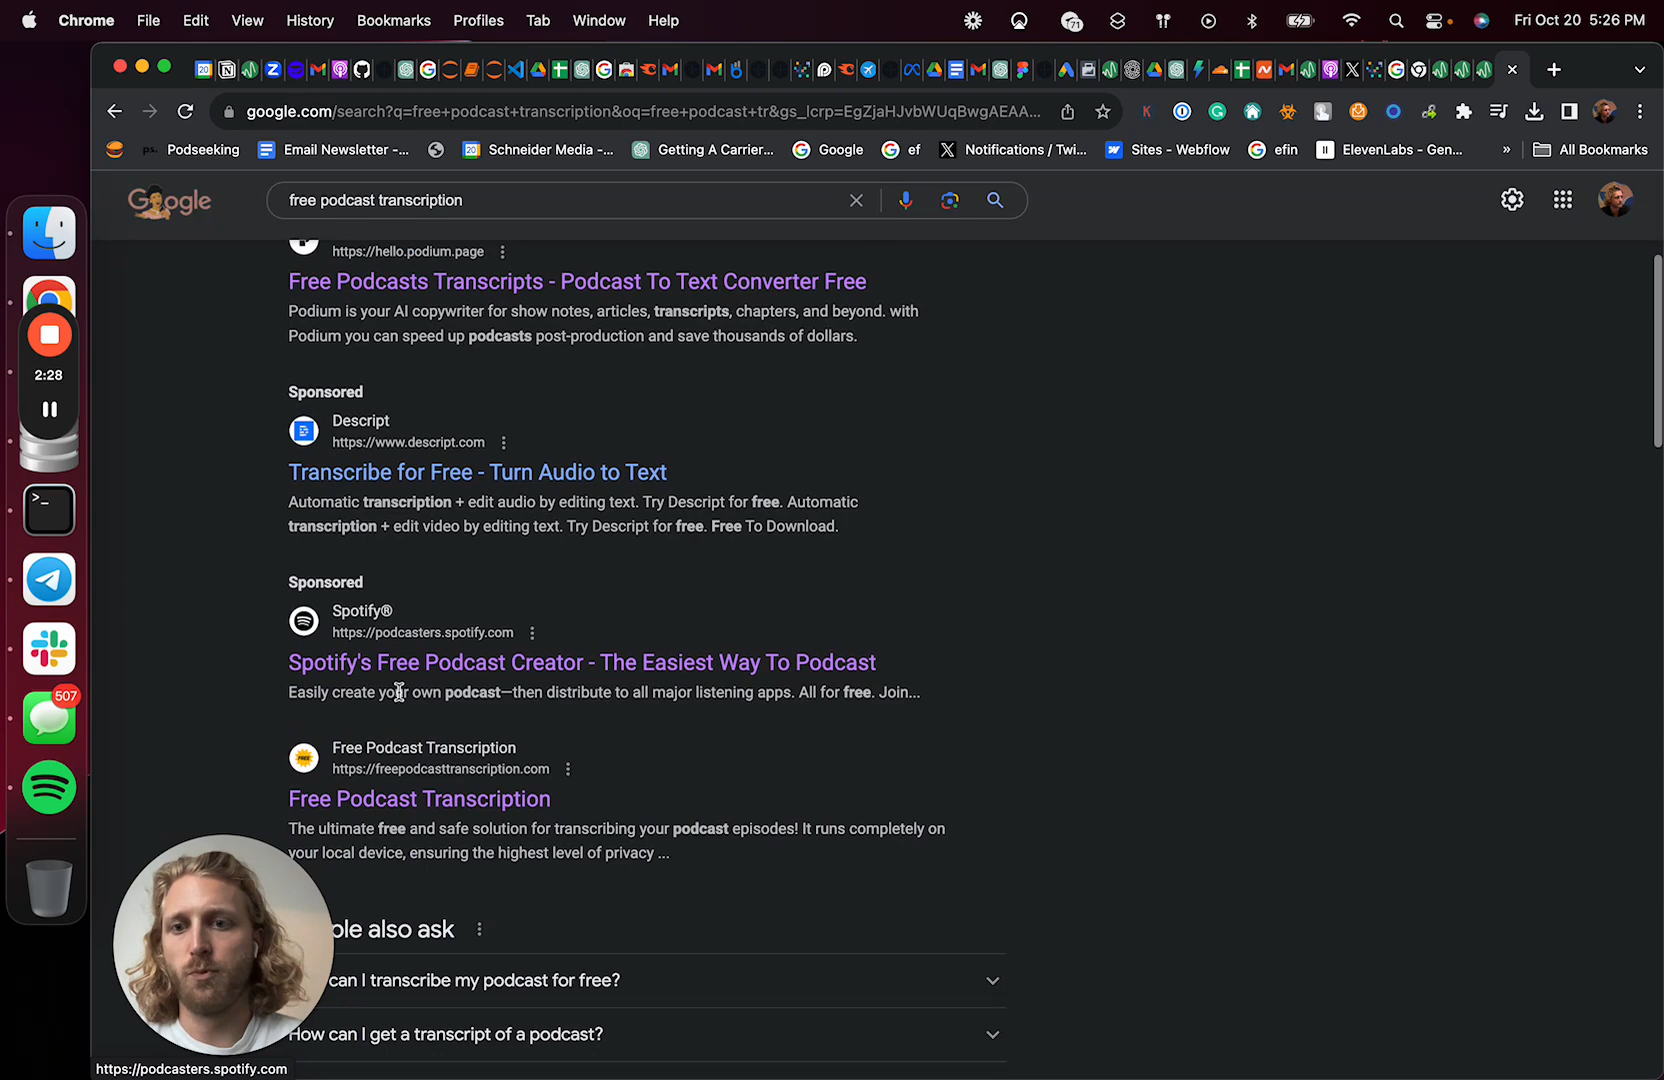 Chrome File Edit View History Bookmarks Profiles Tab Window Help Fri Oct 20 5:26 PM
google.com/search?q=free+podcast+transcription&oq=free+podcast+tr&gs_lcrp=EgZjaHJvbWUqBwgAEAA...
Podseeking Email Newsletter -... Schneider Media -... Getting A Carrier... Google ef Notifications / Twi... Sites - Webflow efin ElevenLabs - Gen... » All Bookmarks
Google
free podcast transcription
https://hello.podium.page
Free Podcasts Transcripts - Podcast To Text Converter Free
Podium is your AI copywriter for show notes, articles, transcripts, chapters, and beyond. with
Podium you can speed up podcasts post-production and save thousands of dollars.
Sponsored
Descript
https://www.descript.com
Transcribe for Free - Turn Audio to Text
Automatic transcription + edit audio by editing text. Try Descript for free. Automatic
transcription + edit video by editing text. Try Descript for free. Free To Download.
Sponsored
Spotify®
https://podcasters.spotify.com
Spotify's Free Podcast Creator - The Easiest Way To Podcast
Easily create your own podcast—then distribute to all major listening apps. All for free. Join...
Free Podcast Transcription
https://freepodcasttranscription.com
Free Podcast Transcription
The ultimate free and safe solution for transcribing your podcast episodes! It runs completely on
your local device, ensuring the highest level of privacy ...
ple also ask
can I transcribe my podcast for free?
How can I get a transcript of a podcast?
https://podcasters.spotify.com
2:28
507